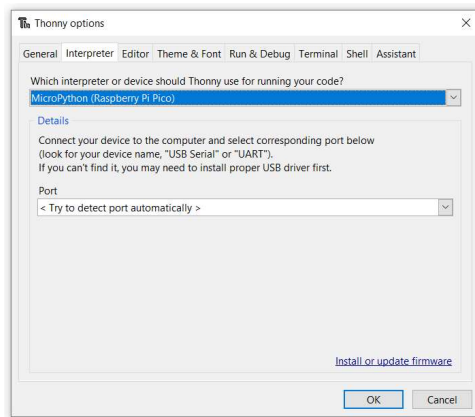 Thonny options
General Interpreter Editor Theme & Font Run & Debug Terminal Shell Assistant
Which interpreter or device should Thonny use for running your code?
MicroPython (Raspberry Pi Pico)
Details
Connect your device to the computer and select corresponding port below
(look for your device name, "USB Serial" or "UART").
If you can't find it, you may need to install proper USB driver first.
Port
< Try to detect port automatically >
Install or update firmware
OK Cancel